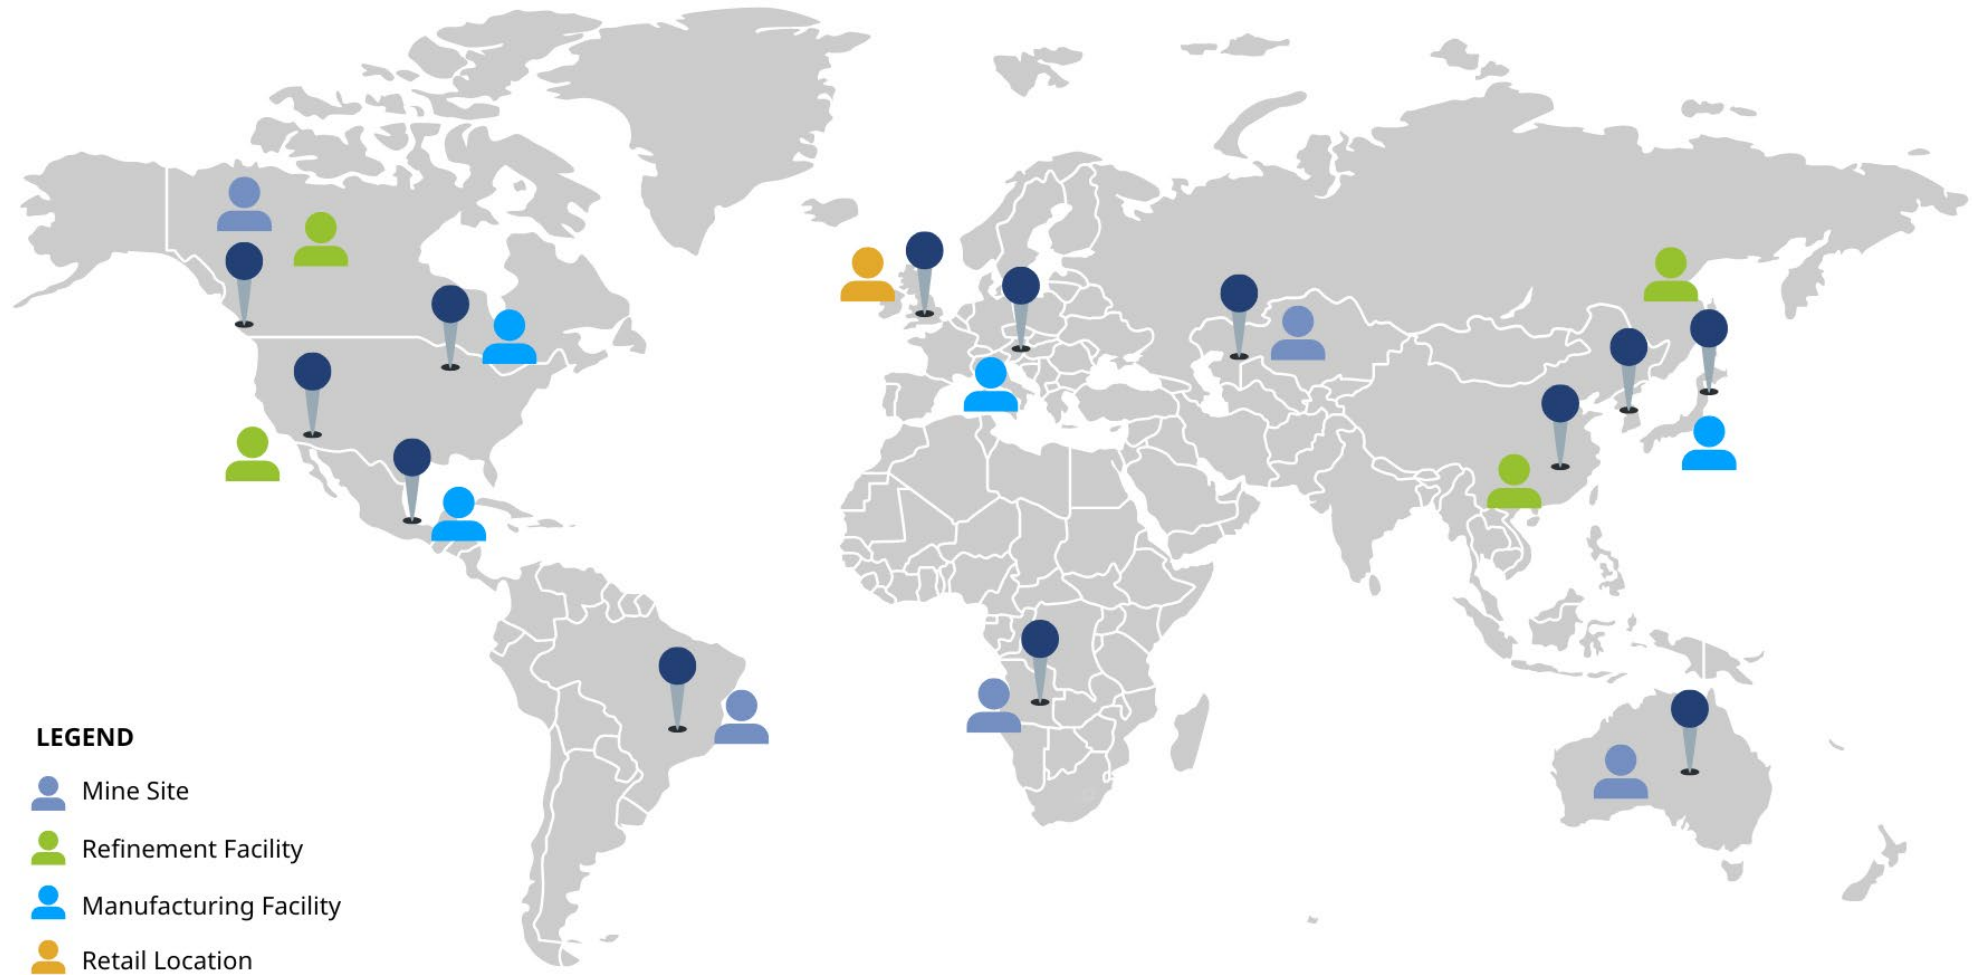 LEGEND
Mine Site
Refinement Facility
Manufacturing Facility
Retail Location